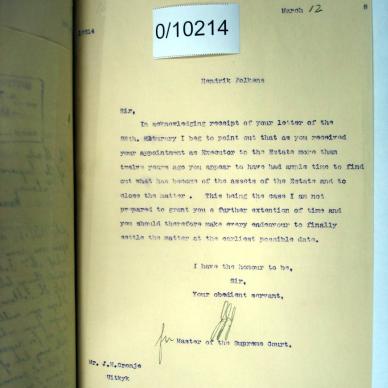 0/10214
March 12 8
Hendrik Folkens
Sir,
In acknowledging receipt of your letter of the
I beg to point out that as you received
your appointment as Executor to the Estate more than
twelve years ago you appear to have had ample time to find
out what has become of the assets of the Estate and to
close the matter . This being the case I am not
prepared to grant you a further extention of time and
you should therefore make every endeavour to finally
settle the matter at the earliest possible date.
I have the honour to be,
Sir,
Your obedient servant,
for Master of the Supreme Court.
Mr. J.H.Cronje
Uitkyk